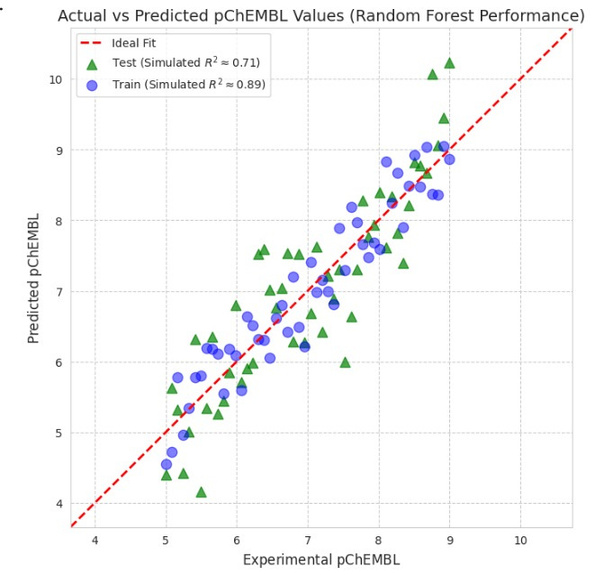 Actual vs Predicted pChEMBL Values (Random Forest Performance)
Ideal Fit
Test (Simulated R² ≈ 0.71)
Train (Simulated R² ≈ 0.89)
10
9
8
7
6
5
4
Predicted pChEMBL
4 5 6 7 8 9 10
Experimental pChEMBL